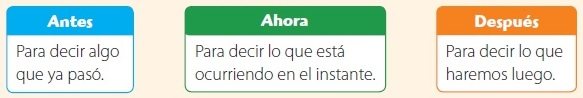 Antes
Para decir algo
que ya pasó.
Ahora
Para decir lo que está
ocurriendo en el instante.
Después
Para decir lo que
haremos luego.